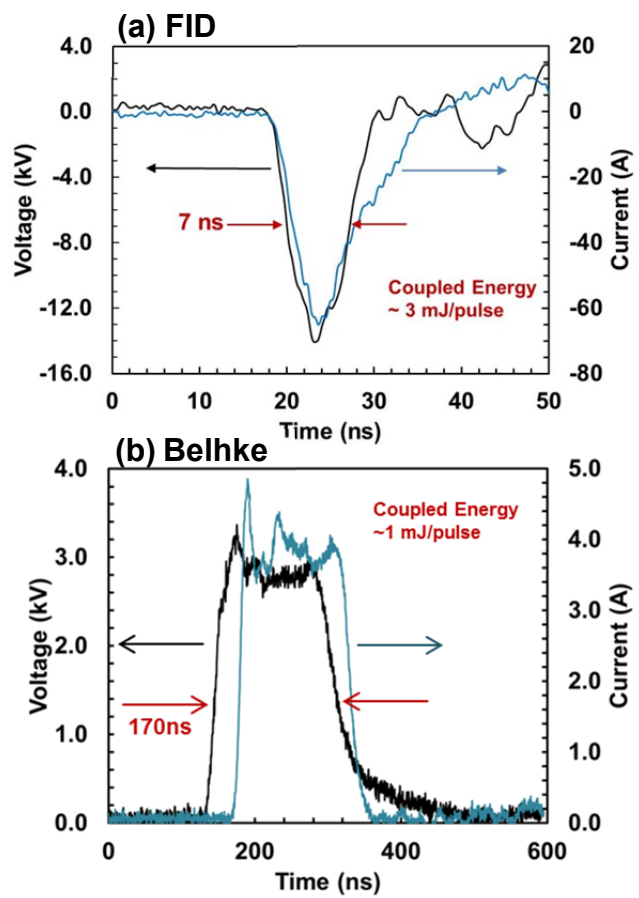 (a) FID
4.0
0.0
-4.0
-8.0
-12.0
-16.0
Voltage (kV)
20
0
-20
-40
-60
-80
Current (A)
7 ns
Coupled Energy
~ 3 mJ/pulse
0
10
20
30
40
50
Time (ns)
(b) Belhke
4.0
3.0
2.0
1.0
0.0
Voltage (kV)
5.0
4.0
3.0
2.0
1.0
0.0
Current (A)
Coupled Energy
~1 mJ/pulse
170ns
0
200
400
600
Time (ns)